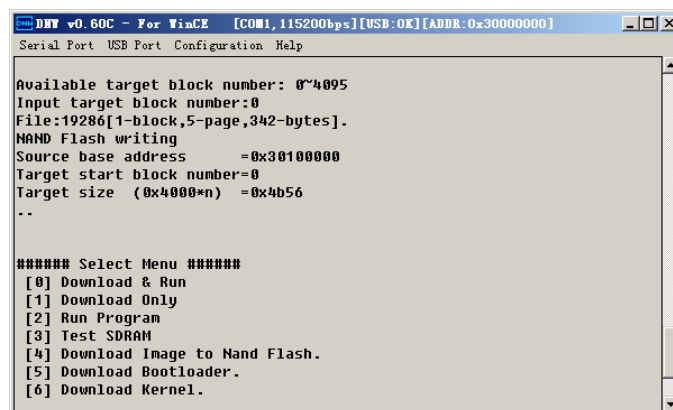 DNW v0.60C - For WinCE [COM1,115200bps][USB:OK][ADDR:0x30000000]
Serial Port USB Port Configuration Help
Available target block number: 0~4095
Input target block number:0
File:19286[1-block,5-page,342-bytes].
NAND Flash writing
Source base address =0x30100000
Target start block number=0
Target size (0x4000*n) =0x4b56
..
###### Select Menu ######
[0] Download & Run
[1] Download Only
[2] Run Program
[3] Test SDRAM
[4] Download Image to Nand Flash.
[5] Download Bootloader.
[6] Download Kernel.